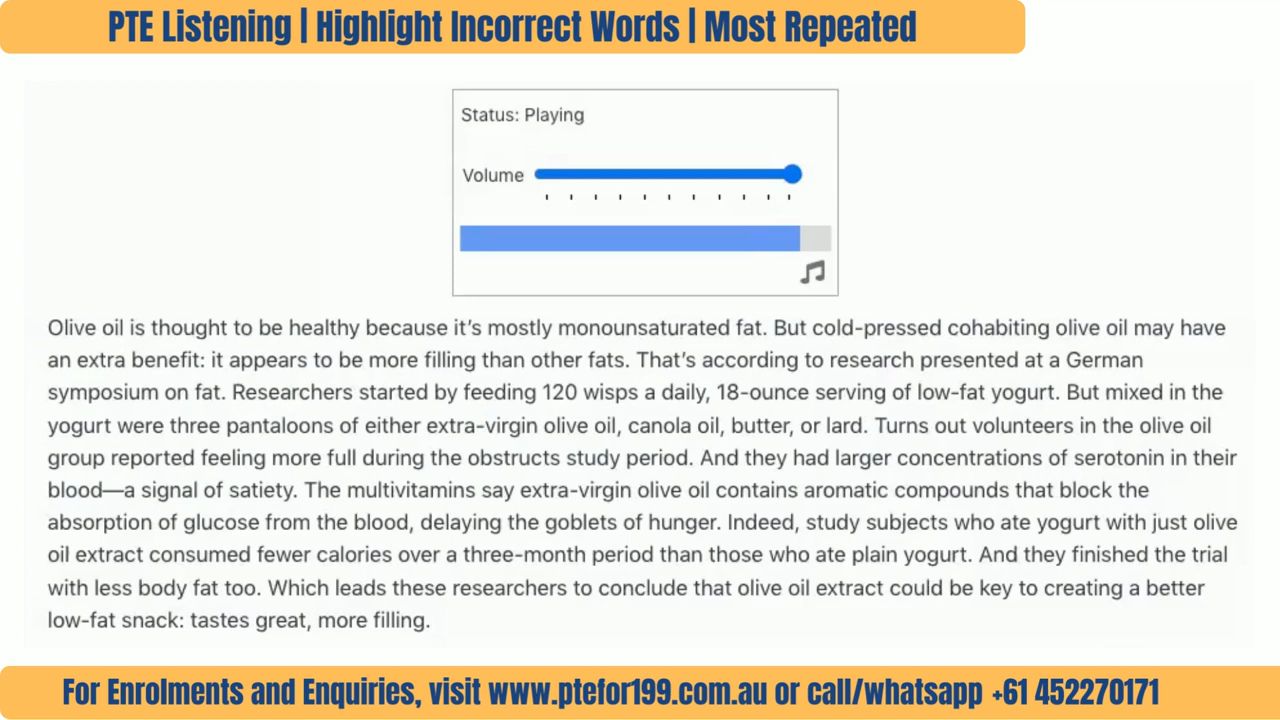 PTE Listening | Highlight Incorrect Words | Most Repeated
Status: Playing
Volume
Olive oil is thought to be healthy because it’s mostly monounsaturated fat. But cold-pressed cohabiting olive oil may have
an extra benefit: it appears to be more filling than other fats. That’s according to research presented at a German
symposium on fat. Researchers started by feeding 120 wisps a daily, 18-ounce serving of low-fat yogurt. But mixed in the
yogurt were three pantaloons of either extra-virgin olive oil, canola oil, butter, or lard. Turns out volunteers in the olive oil
group reported feeling more full during the obstructs study period. And they had larger concentrations of serotonin in their
blood—a signal of satiety. The multivitamins say extra-virgin olive oil contains aromatic compounds that block the
absorption of glucose from the blood, delaying the goblets of hunger. Indeed, study subjects who ate yogurt with just olive
oil extract consumed fewer calories over a three-month period than those who ate plain yogurt. And they finished the trial
with less body fat too. Which leads these researchers to conclude that olive oil extract could be key to creating a better
low-fat snack: tastes great, more filling.
For Enrolments and Enquiries, visit www.ptefor199.com.au or call/whatsapp +61 452270171